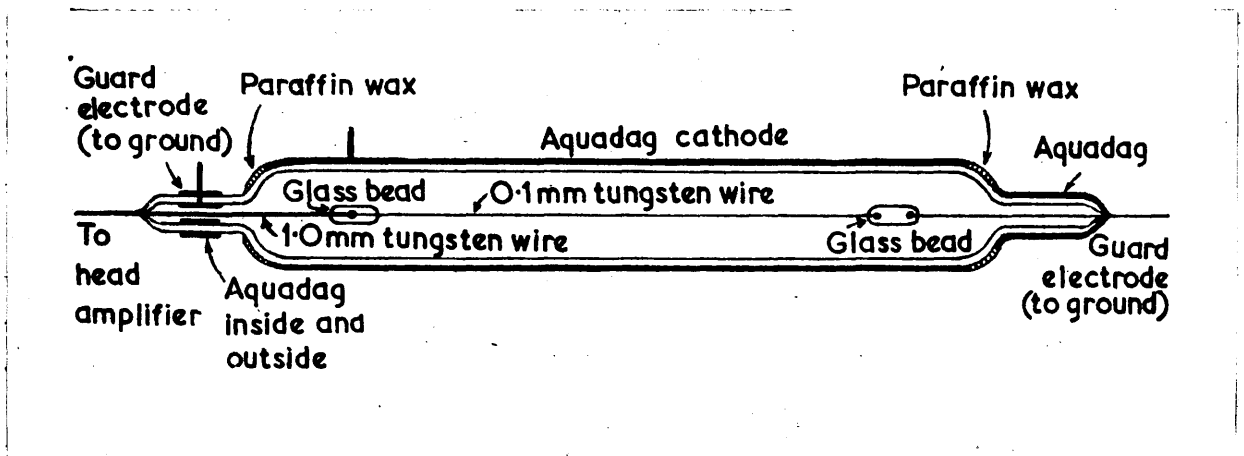 Guard
electrode
(to ground)
Paraffin wax
Aquadag cathode
Paraffin wax
Aquadag
Glass bead
0·1mm tungsten wire
1·0mm tungsten wire
Glass bead
To
head
amplifier
Aquadag
inside and
outside
Guard
electrode
(to ground)